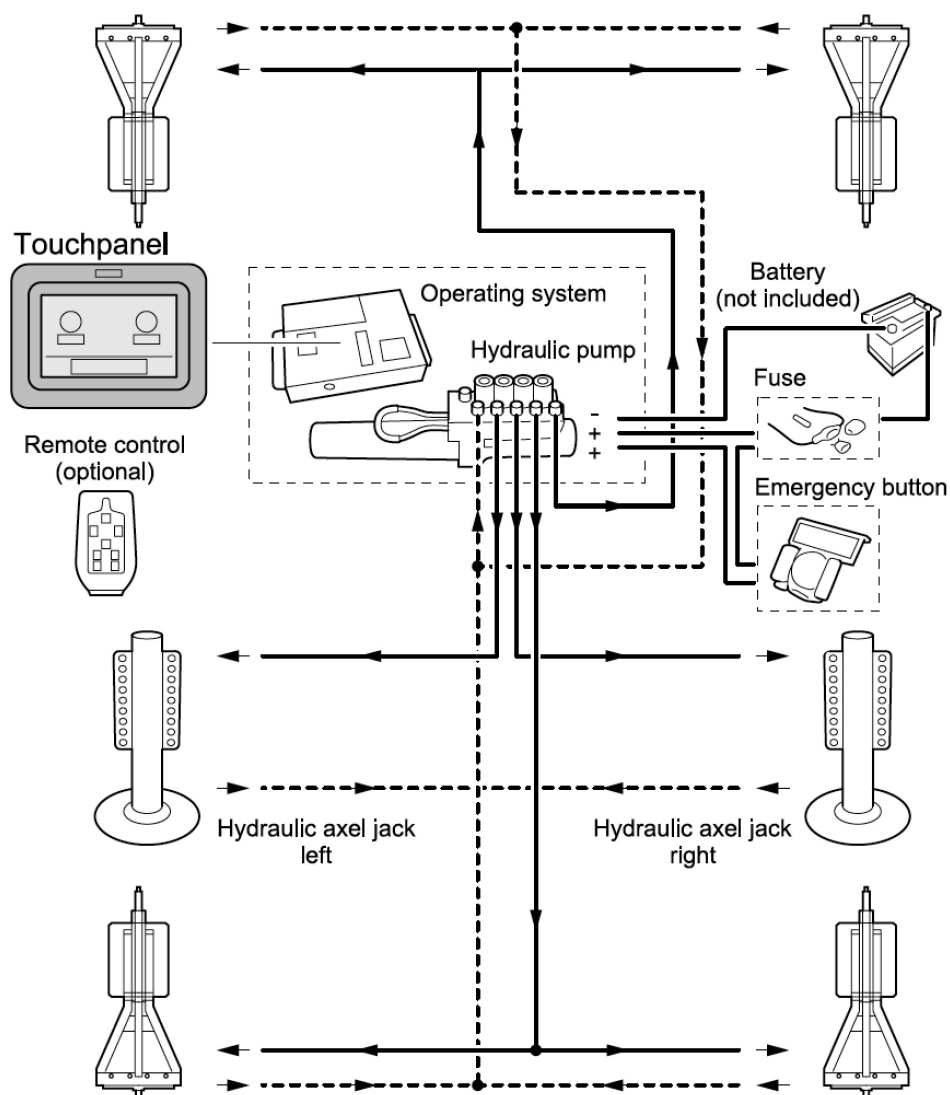 Touchpanel
Operating system
Battery
(not included)
Hydraulic pump
Fuse
-
+
+
Remote control
(optional)
Emergency button
Hydraulic axel jack
left
Hydraulic axel jack
right